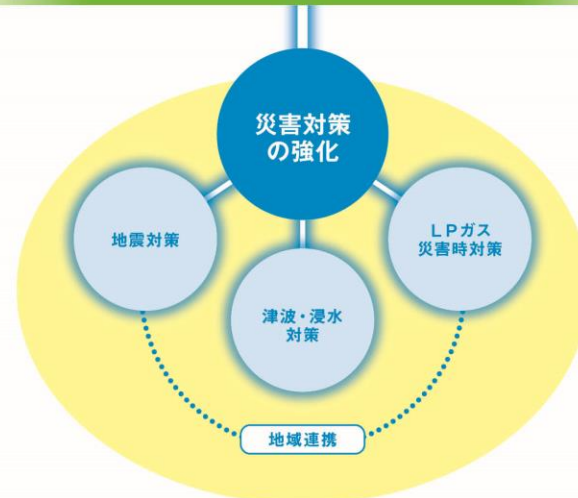 災害対策
の強化
地震対策
津波・浸水
対策
ＬＰガス
災害時対策
地域連携